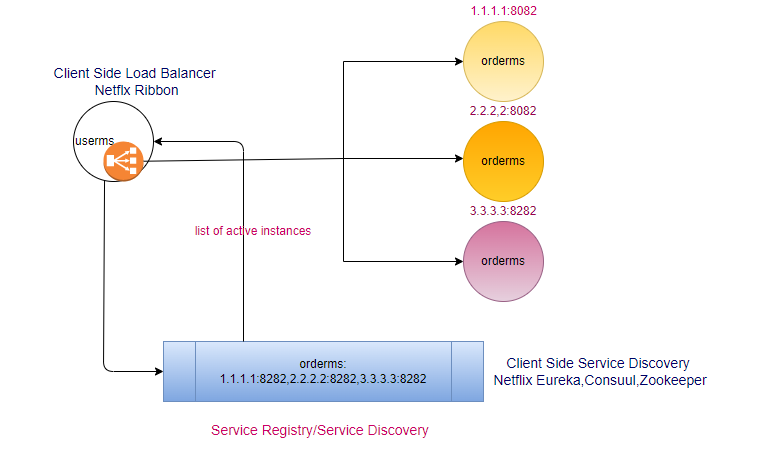 1.1.1.1:8082
orderms
Client Side Load Balancer
Netflx Ribbon
2.2.2,2:8082
userms
orderms
3.3.3.3:8282
list of active instances
orderms
orderms:
1.1.1.1:8282,2.2.2.2:8282,3.3.3.3:8282
Client Side Service Discovery
Netflix Eureka,Consuul,Zookeeper
Service Registry/Service Discovery